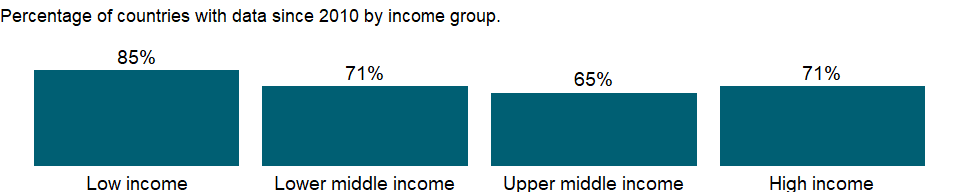 Percentage of countries with data since 2010 by income group.
85%
71%
65%
71%
Low income
Lower middle income
Upper middle income
High income